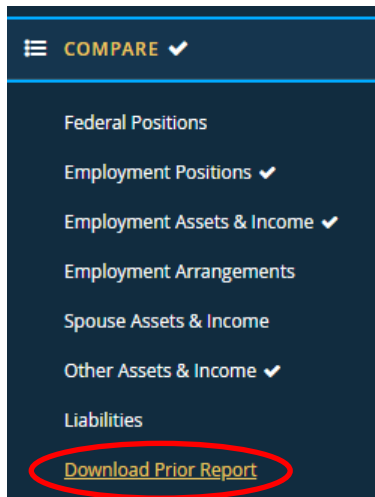 COMPARE ✔
Federal Positions
Employment Positions ✔
Employment Assets & Income ✔
Employment Arrangements
Spouse Assets & Income
Other Assets & Income ✔
Liabilities
Download Prior Report